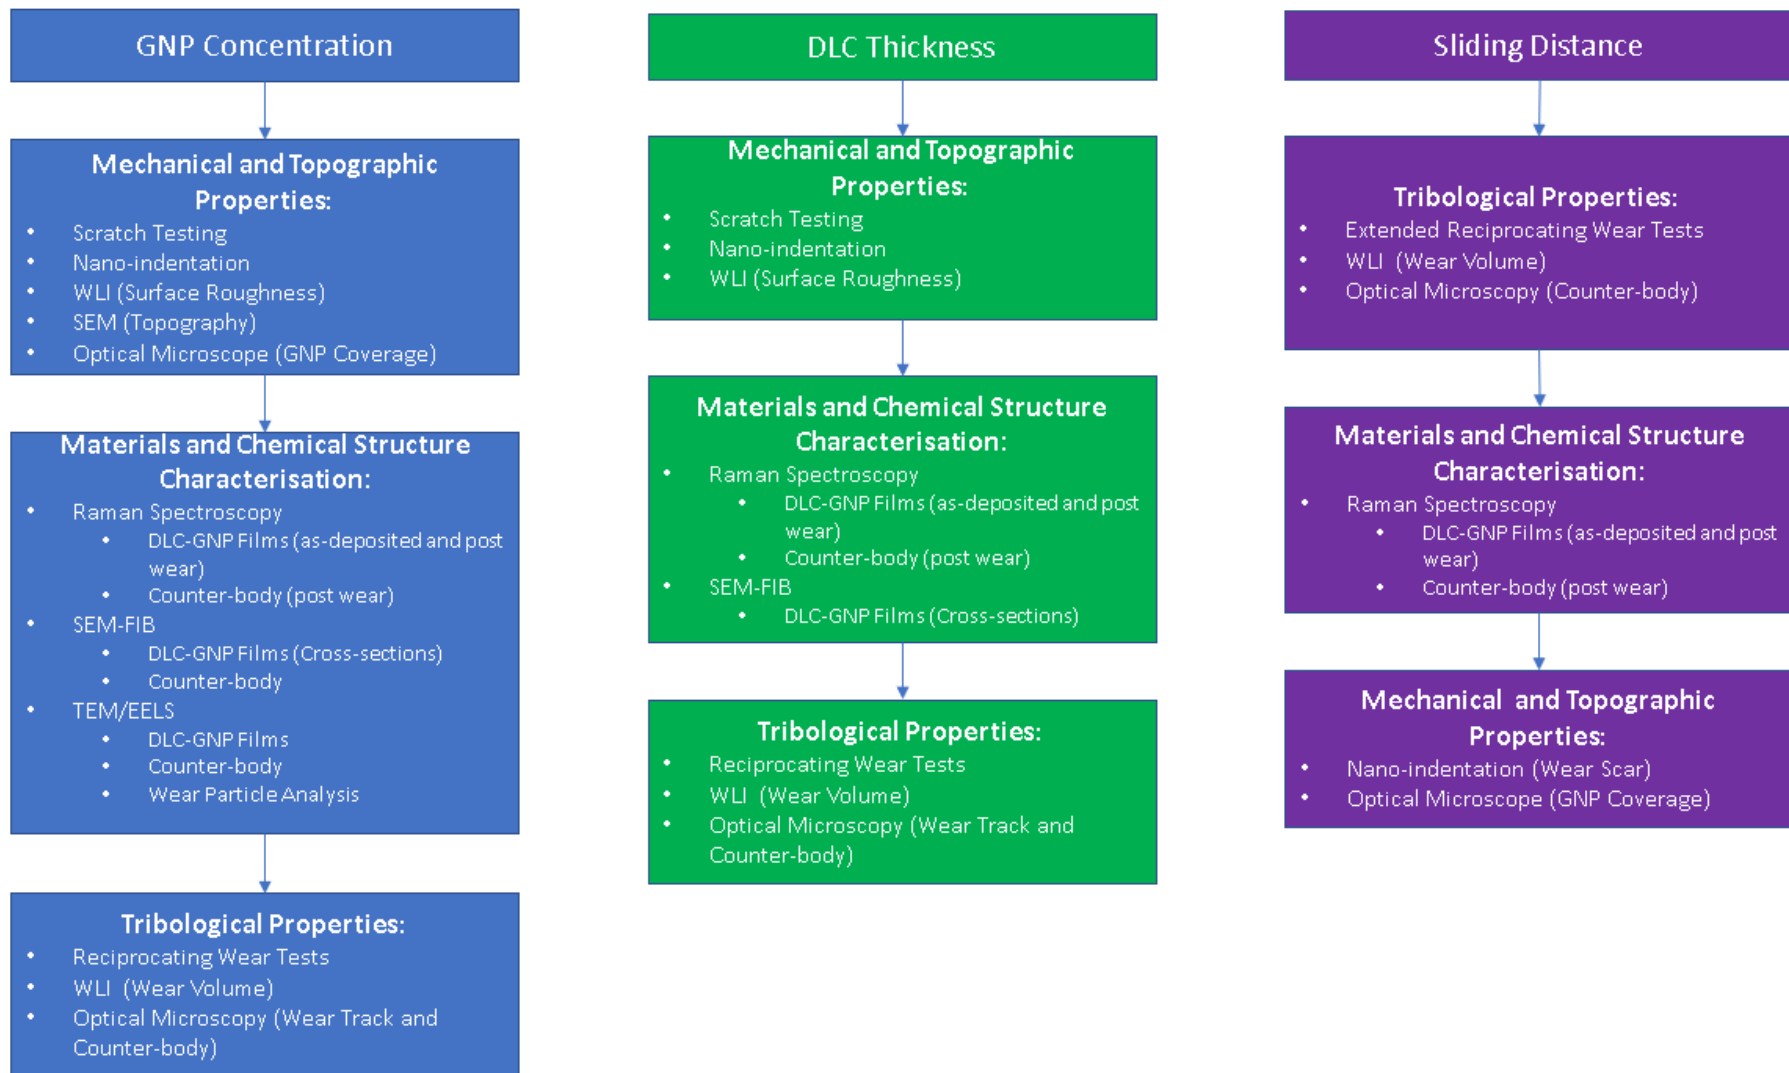 GNP Concentration
Mechanical and Topographic
Properties:
• Scratch Testing
• Nano-indentation
• WLI (Surface Roughness)
• SEM (Topography)
• Optical Microscope (GNP Coverage)
Materials and Chemical Structure
Characterisation:
• Raman Spectroscopy
• DLC-GNP Films (as-deposited and post
wear)
• Counter-body (post wear)
• SEM-FIB
• DLC-GNP Films (Cross-sections)
• Counter-body
• TEM/EELS
• DLC-GNP Films
• Counter-body
• Wear Particle Analysis
Tribological Properties:
• Reciprocating Wear Tests
• WLI (Wear Volume)
• Optical Microscopy (Wear Track and
Counter-body)
DLC Thickness
Mechanical and Topographic
Properties:
• Scratch Testing
• Nano-indentation
• WLI (Surface Roughness)
Materials and Chemical Structure
Characterisation:
• Raman Spectroscopy
• DLC-GNP Films (as-deposited and post
wear)
• Counter-body (post wear)
• SEM-FIB
• DLC-GNP Films (Cross-sections)
Tribological Properties:
• Reciprocating Wear Tests
• WLI (Wear Volume)
• Optical Microscopy (Wear Track and
Counter-body)
Sliding Distance
Tribological Properties:
• Extended Reciprocating Wear Tests
• WLI (Wear Volume)
• Optical Microscopy (Counter-body)
Materials and Chemical Structure
Characterisation:
• Raman Spectroscopy
• DLC-GNP Films (as-deposited and post
wear)
• Counter-body (post wear)
Mechanical and Topographic
Properties:
• Nano-indentation (Wear Scar)
• Optical Microscope (GNP Coverage)